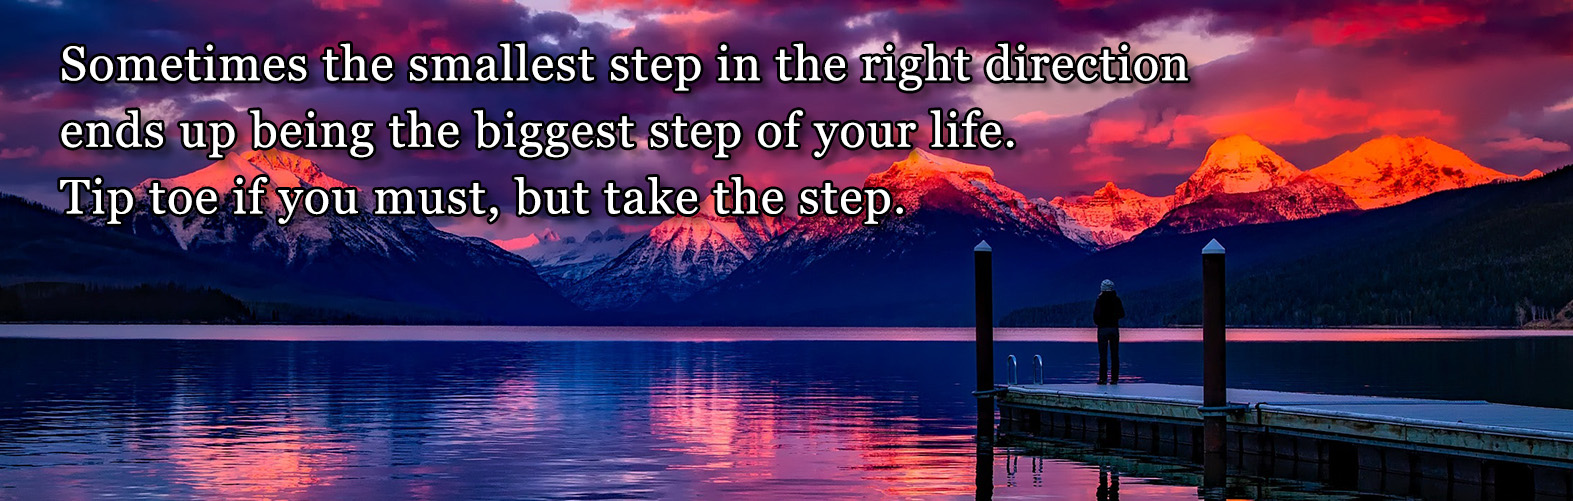 Sometimes the smallest step in the right direction
ends up being the biggest step of your life.
Tip toe if you must, but take the step.